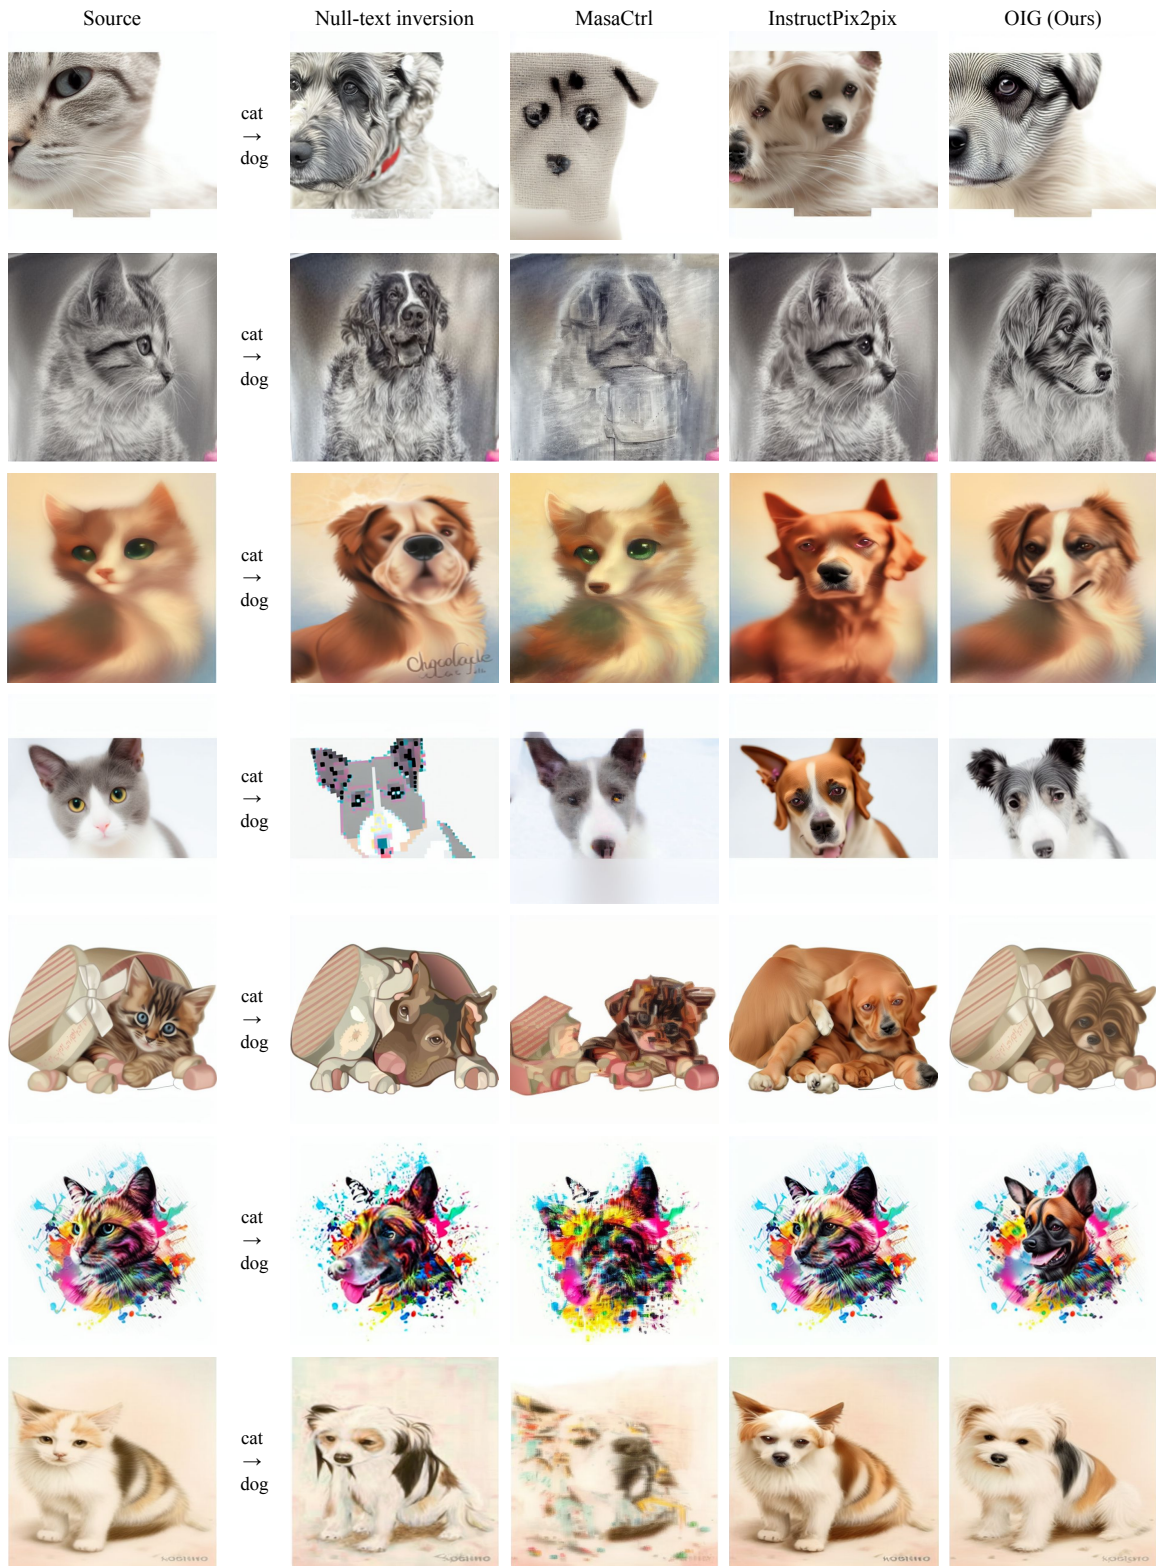 Source Null-text inversion MasaCtrl InstructPix2pix OIG (Ours)
cat
→
dog
cat
→
dog
cat
→
dog
cat
→
dog
cat
→
dog
cat
→
dog
cat
→
dog